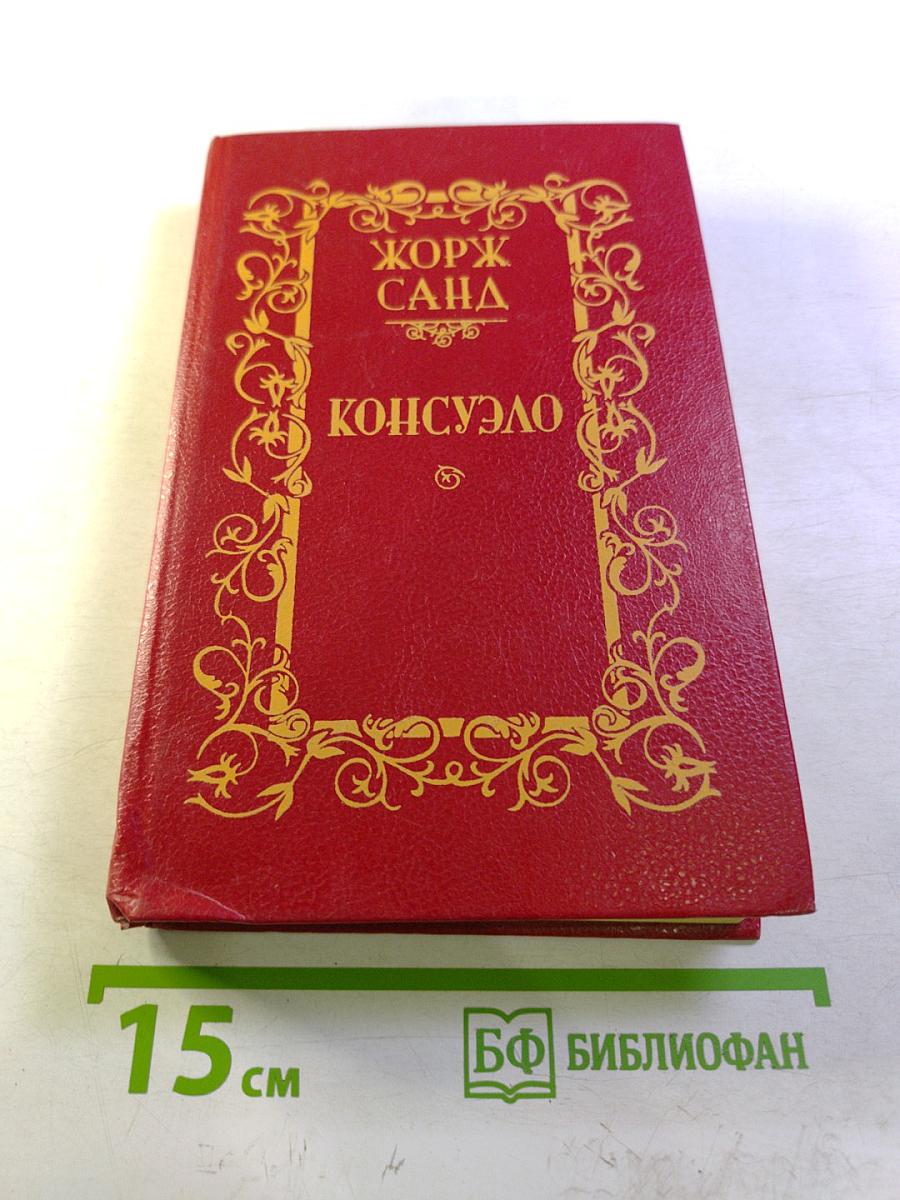 ЖОРЖ
САНД
КОНСУЭЛО
15 см
БФ БИБЛИОФАН